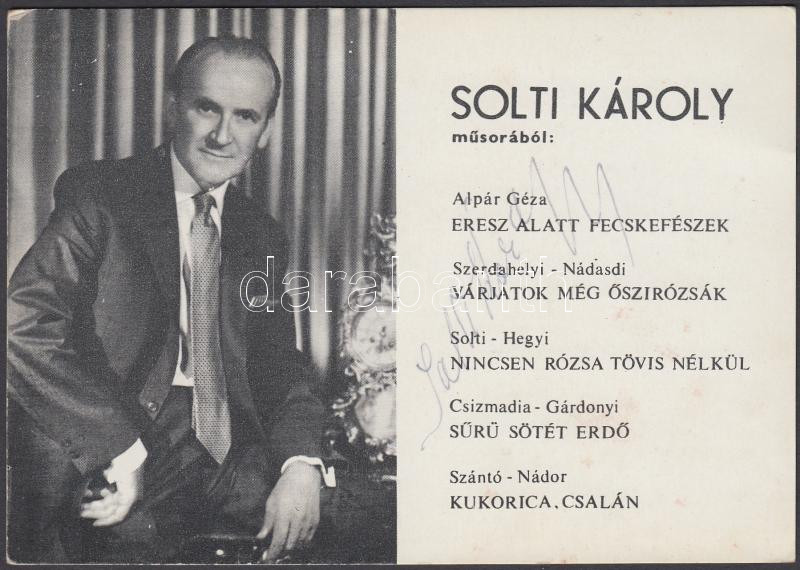 SOLTI KÁROLY
műsorából:
Alpár Géza
ERESZ ALATT FECSKEFÉSZEK
Szerdahelyi - Nádasdi
VÁRJATOK MÉG ŐSZIRÓZSÁK
Solti - Hegyi
NINCSEN RÓZSA TÖVIS NÉLKÜL
Csizmadia - Gárdonyi
SŰRÜ SÖTÉT ERDŐ
Szántó - Nádor
KUKORICA, CSALÁN
darabanth